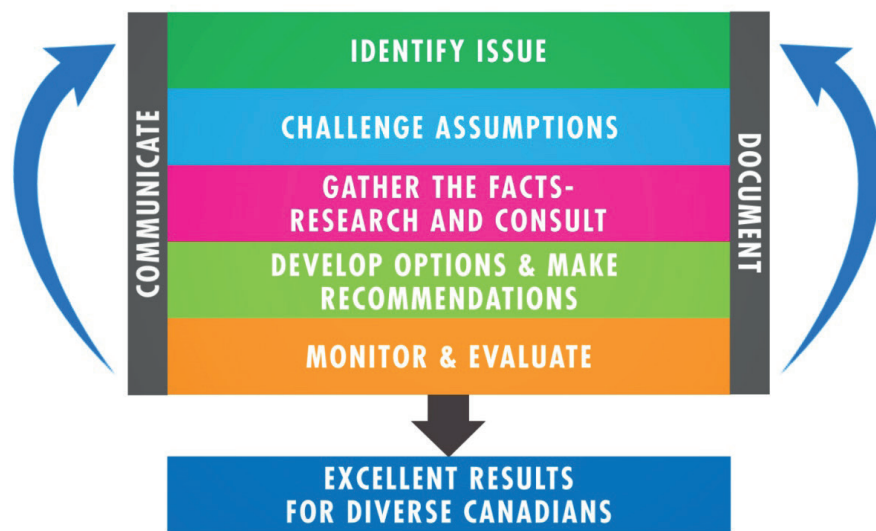 IDENTIFY ISSUE
COMMUNICATE
CHALLENGE ASSUMPTIONS
DOCUMENT
GATHER THE FACTS-
RESEARCH AND CONSULT
DEVELOP OPTIONS & MAKE
RECOMMENDATIONS
MONITOR & EVALUATE
EXCELLENT RESULTS
FOR DIVERSE CANADIANS